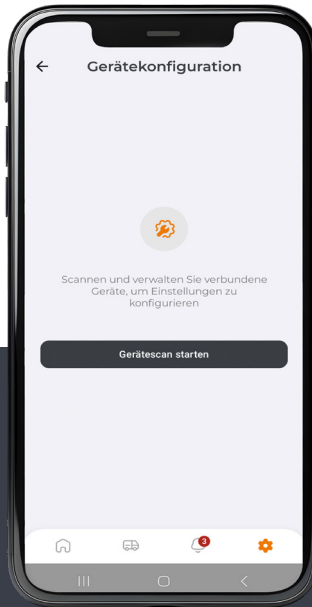 Gerätekonfiguration
Scannen und verwalten Sie verbundene
Geräte, um Einstellungen zu
konfigurieren
Gerätescan starten
3